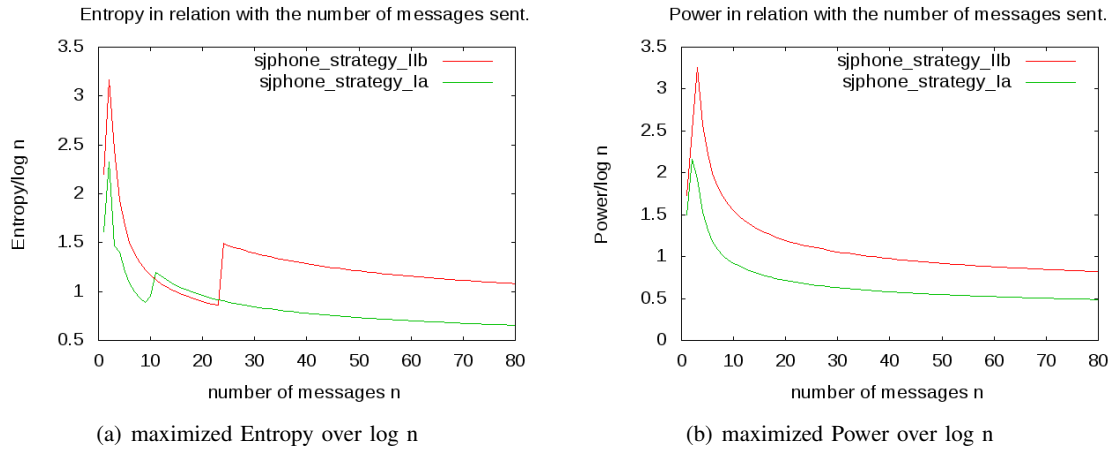 Entropy in relation with the number of messages sent.
3.5
3
2.5
2
1.5
1
0.5
0 10 20 30 40 50 60 70 80
Entropy/log n
number of messages n
sjphone_strategy_IIb
sjphone_strategy_Ia
(a) maximized Entropy over log n
Power in relation with the number of messages sent.
3.5
3
2.5
2
1.5
1
0.5
0
0 10 20 30 40 50 60 70 80
Power/log n
number of messages n
sjphone_strategy_IIb
sjphone_strategy_Ia
(b) maximized Power over log n